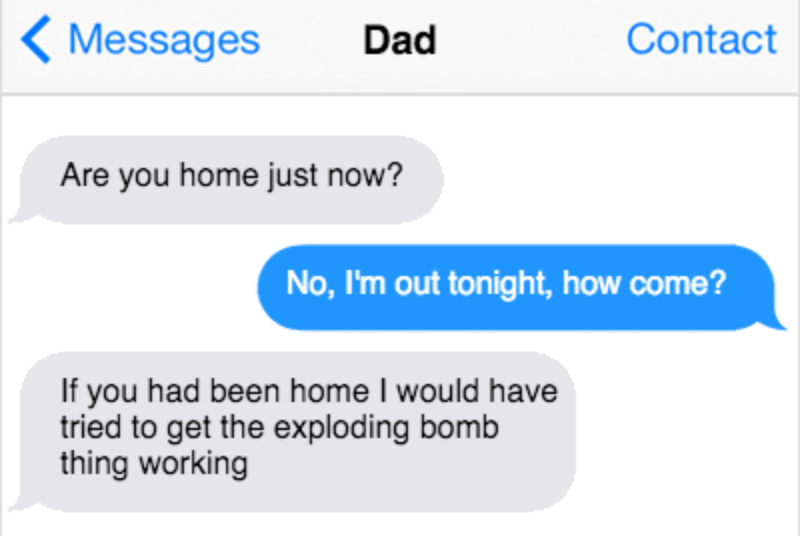 Messages Dad Contact
Are you home just now?
No, I'm out tonight, how come?
If you had been home I would have
tried to get the exploding bomb
thing working